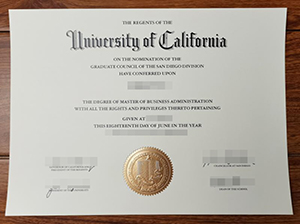 THE REGENTS OF THE
University of California
ON THE NOMINATION OF THE
GRADUATE COUNCIL OF THE SAN DIEGO DIVISION
HAVE CONFERRED UPON
THE DEGREE OF MASTER OF BUSINESS ADMINISTRATION
WITH ALL THE RIGHTS AND PRIVILEGES THERETO PERTAINING
GIVEN AT
THIS EIGHTEENTH DAY OF JUNE IN THE YEAR